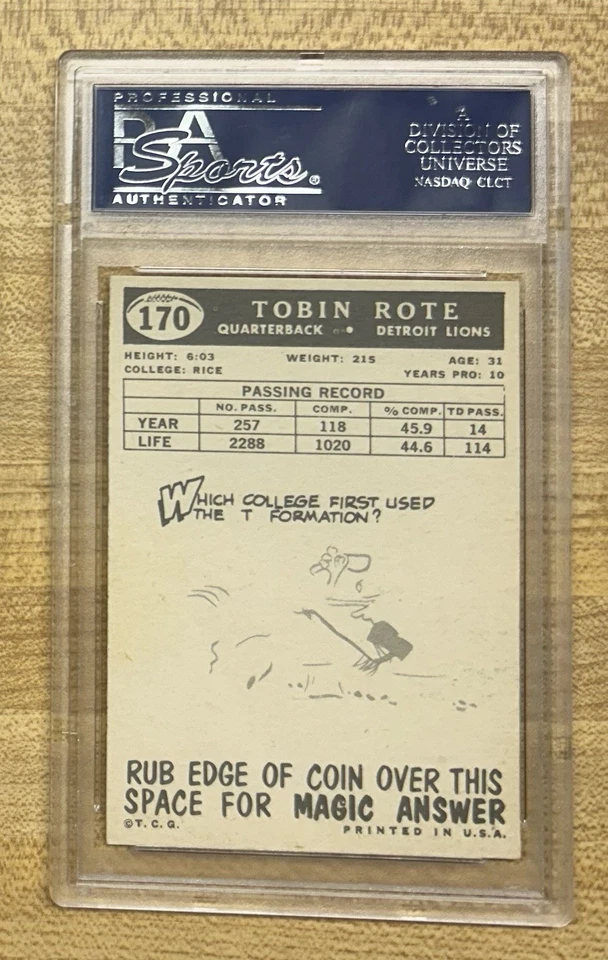 PROFESSIONAL
PSA
Sports®
AUTHENTICATOR
A
DIVISION OF
COLLECTORS
UNIVERSE
NASDAQ: CLCT
170
TOBIN ROTE
QUARTERBACK • DETROIT LIONS
HEIGHT: 6:03 WEIGHT: 215 AGE: 31
COLLEGE: RICE YEARS PRO: 10
PASSING RECORD
NO. PASS. COMP. % COMP. TD PASS.
YEAR 257 118 45.9 14
LIFE 2288 1020 44.6 114
WHICH COLLEGE FIRST USED
THE T FORMATION?
RUB EDGE OF COIN OVER THIS
SPACE FOR MAGIC ANSWER
©T.C.G. PRINTED IN U.S.A.